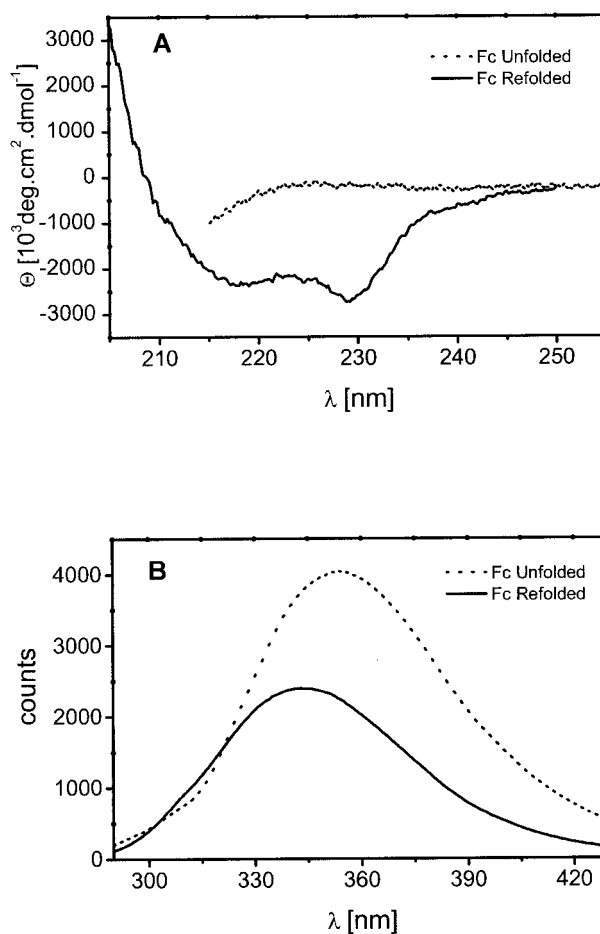 A
Fc Unfolded
Fc Refolded
3000
2000
1000
0
-1000
-2000
-3000
Θ [10³deg.cm².dmol⁻¹]
210 220 230 240 250
λ [nm]
B
Fc Unfolded
Fc Refolded
4000
3000
2000
1000
0
counts
300 330 360 390 420
λ [nm]